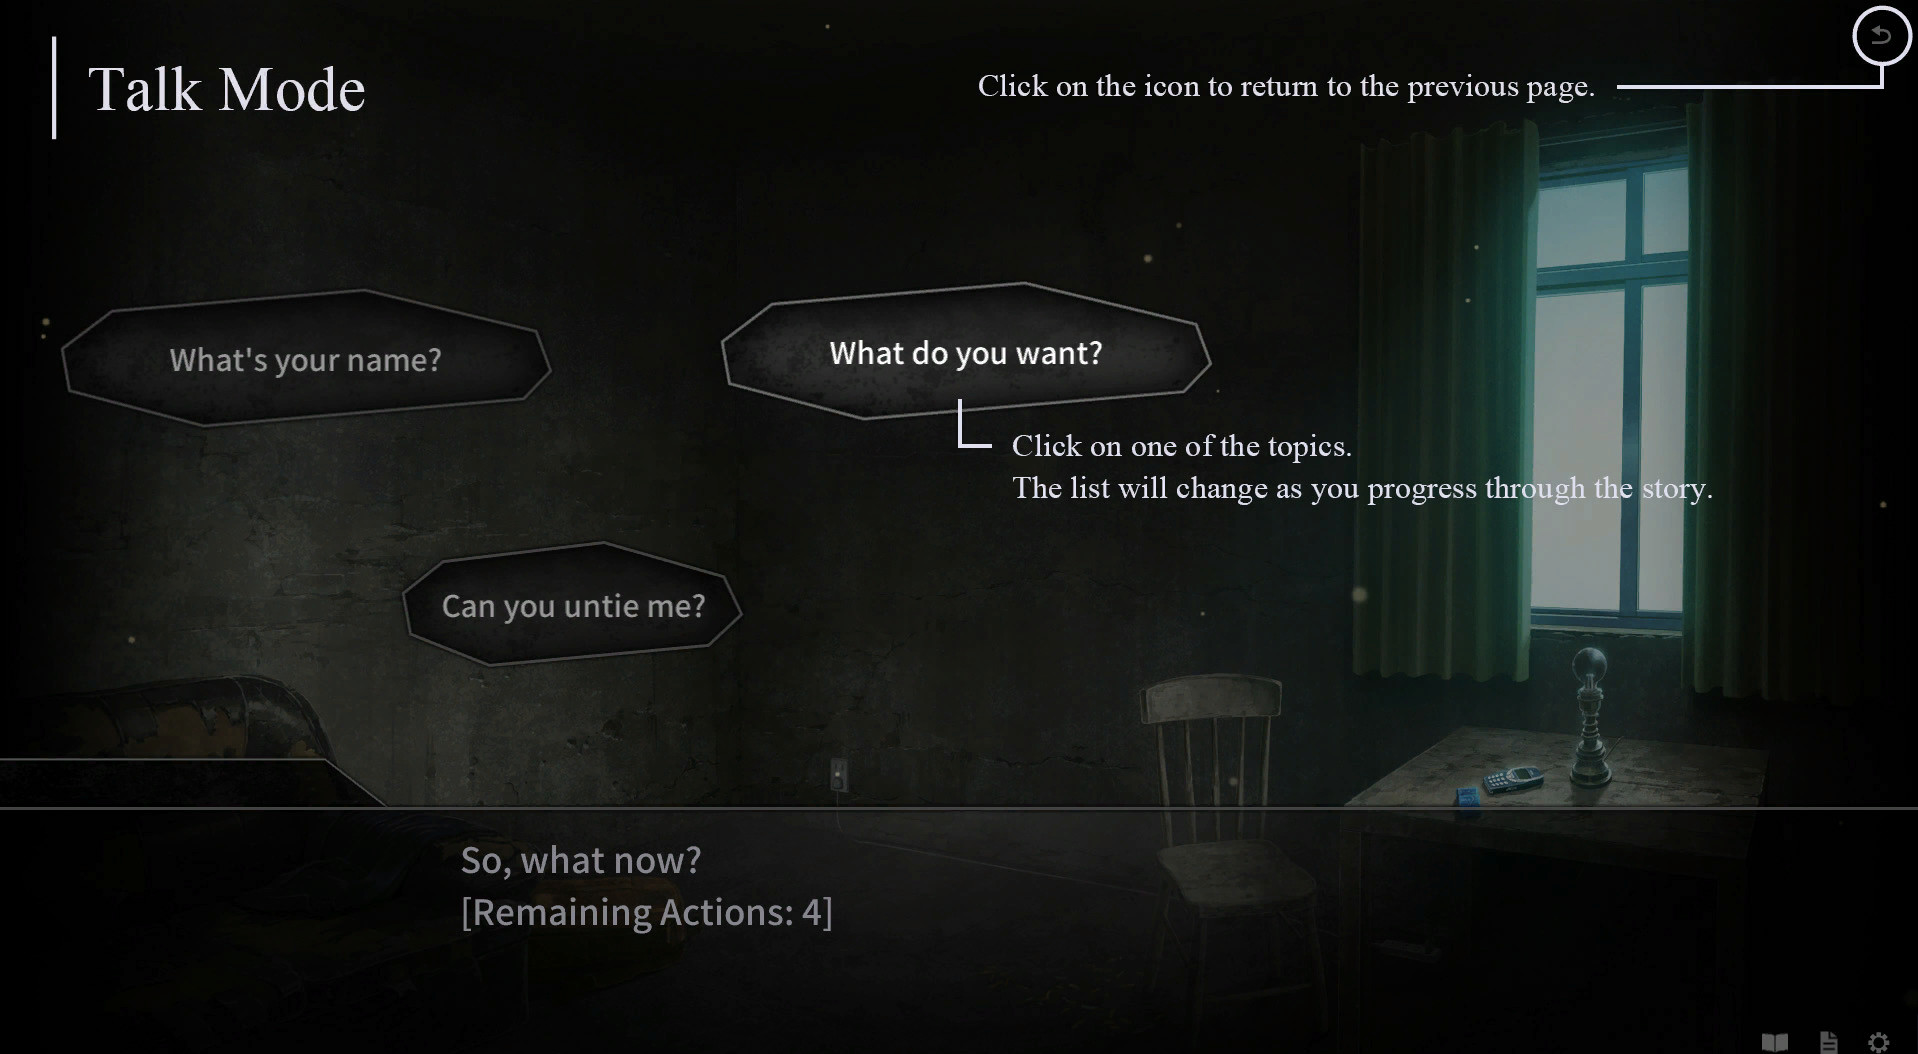 Talk Mode
Click on the icon to return to the previous page.
What's your name?
What do you want?
Click on one of the topics.
The list will change as you progress through the story.
Can you untie me?
So, what now?
[Remaining Actions: 4]